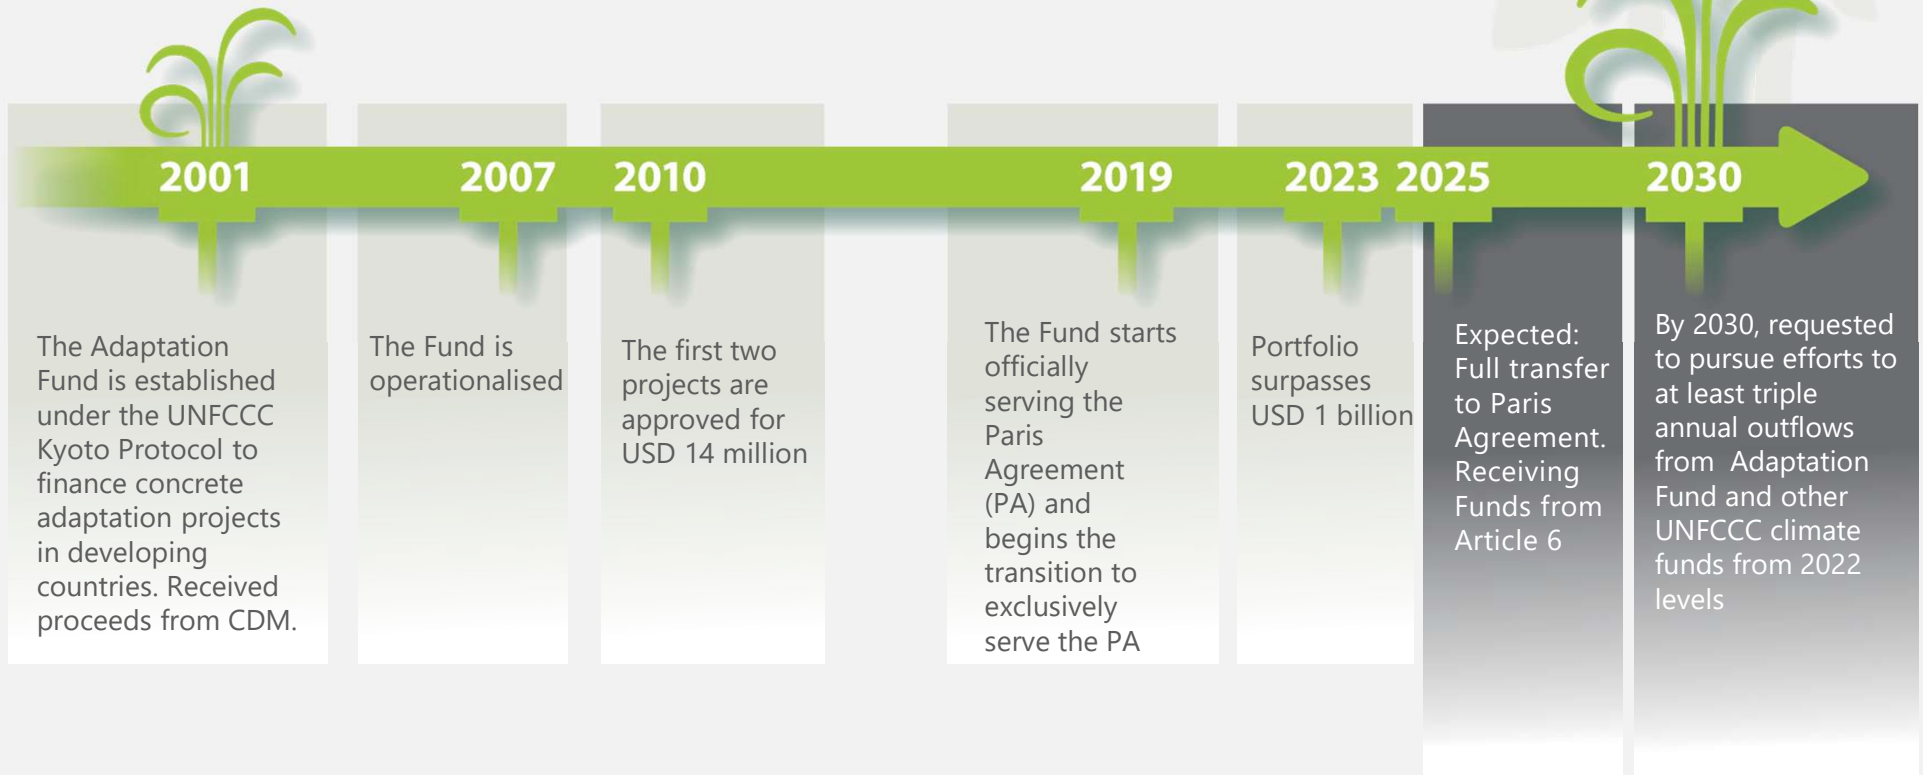 2001
2007
2010
2019
2023
2025
2030
The Adaptation
Fund is established
under the UNFCCC
Kyoto Protocol to
finance concrete
adaptation projects
in developing
countries. Received
proceeds from CDM.
The Fund is
operationalised
The first two
projects are
approved for
USD 14 million
The Fund starts
officially
serving the
Paris
Agreement
(PA) and
begins the
transition to
exclusively
serve the PA
Portfolio
surpasses
USD 1 billion
Expected:
Full transfer
to Paris
Agreement.
Receiving
Funds from
Article 6
By 2030, requested
to pursue efforts to
at least triple
annual outflows
from Adaptation
Fund and other
UNFCCC climate
funds from 2022
levels